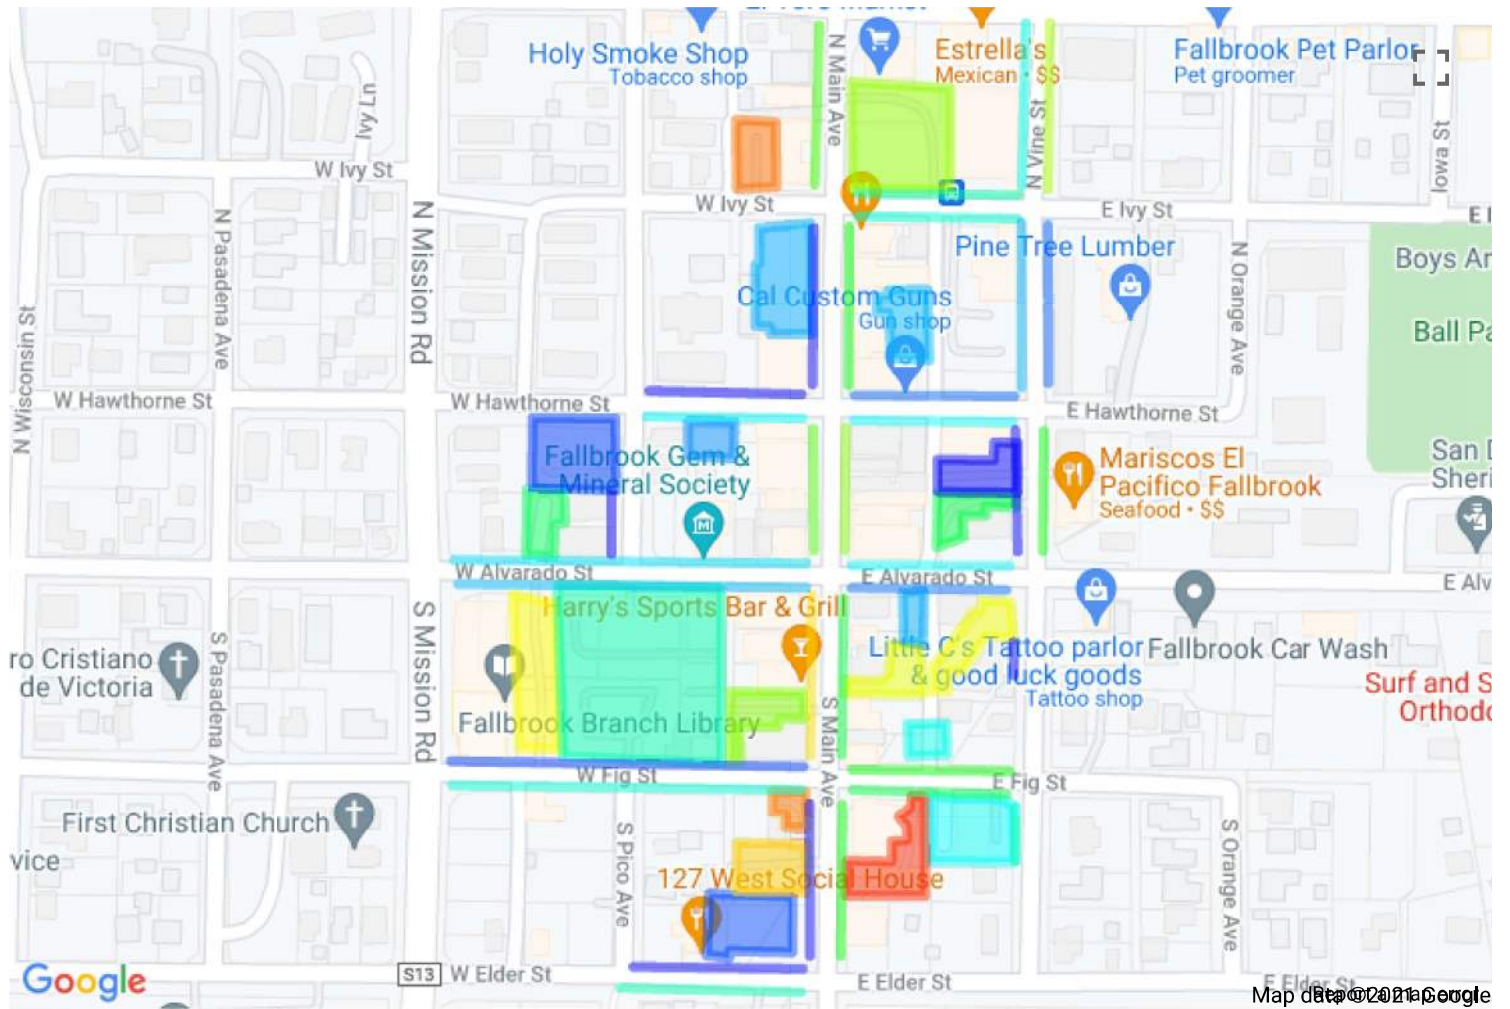 Holy Smoke Shop
Tobacco shop
N Main Ave
Estrella's
Mexican · $$
Fallbrook Pet Parlor
Pet groomer
Ivy Ln
N Vine St
Iowa St
W Ivy St
W Ivy St
E Ivy St
N Pasadena Ave
N Mission Rd
Pine Tree Lumber
N Orange Ave
Boys Ar
Cal Custom Guns
Gun shop
Ball Pa
N Wisconsin St
W Hawthorne St
W Hawthorne St
E Hawthorne St
Fallbrook Gem &
Mineral Society
Mariscos El
Pacifico Fallbrook
Seafood · $$
San D
Sheri
W Alvarado St
E Alvarado St
E Alv
Harry's Sports Bar & Grill
S Mission Rd
S Pasadena Ave
ro Cristiano
de Victoria
Little C's Tattoo parlor
& good luck goods
Tattoo shop
Fallbrook Car Wash
Surf and S
Orthodo
Fallbrook Branch Library
S Main Ave
W Fig St
E Fig St
First Christian Church
vice
S Pico Ave
127 West Social House
S Orange Ave
Google
S13
W Elder St
E Elder St
E Elder St
Map data ©2021 Google